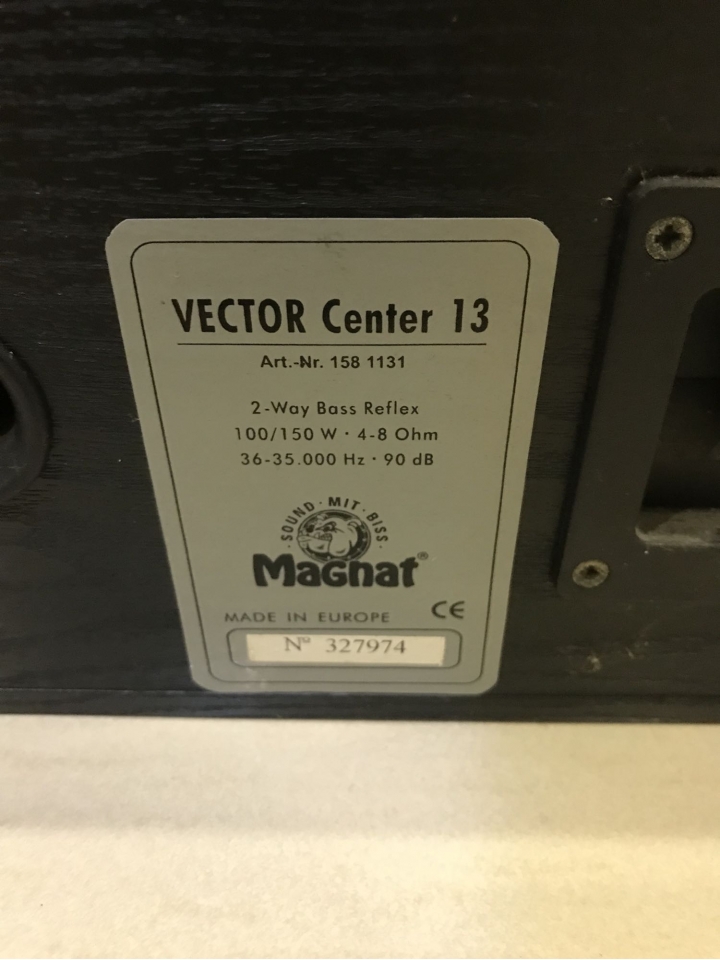 VECTOR Center 13
Art.-Nr. 158 1131
2-Way Bass Reflex
100/150 W · 4-8 Ohm
36-35.000 Hz · 90 dB
· SOUND · MIT · BISS ·
Magnat®
MADE IN EUROPE CE
Nº 327974